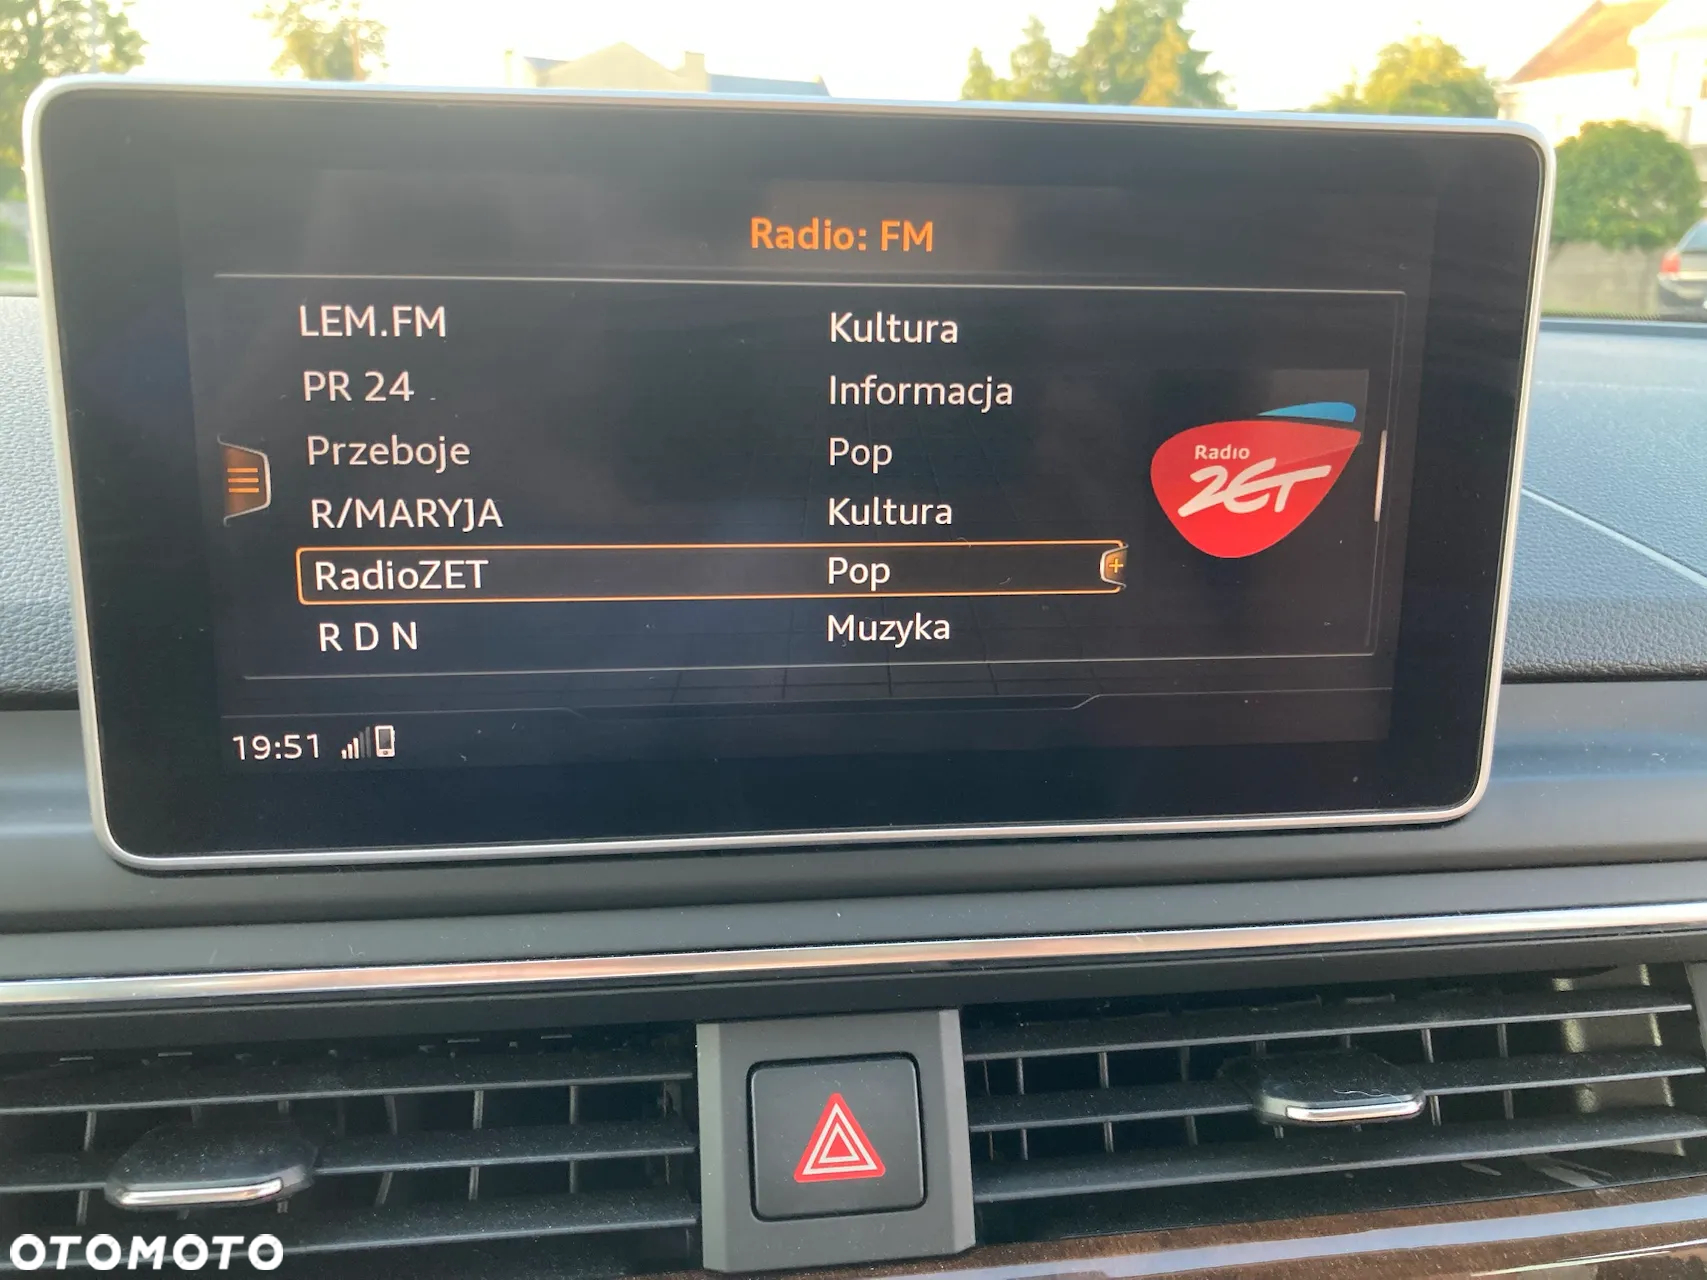 Radio: FM
LEM.FM Kultura
PR 24 Informacja
Przeboje Pop
R/MARYJA Kultura
RadioZET Pop
R D N Muzyka
Radio
ZET
19:51
OTOMOTO